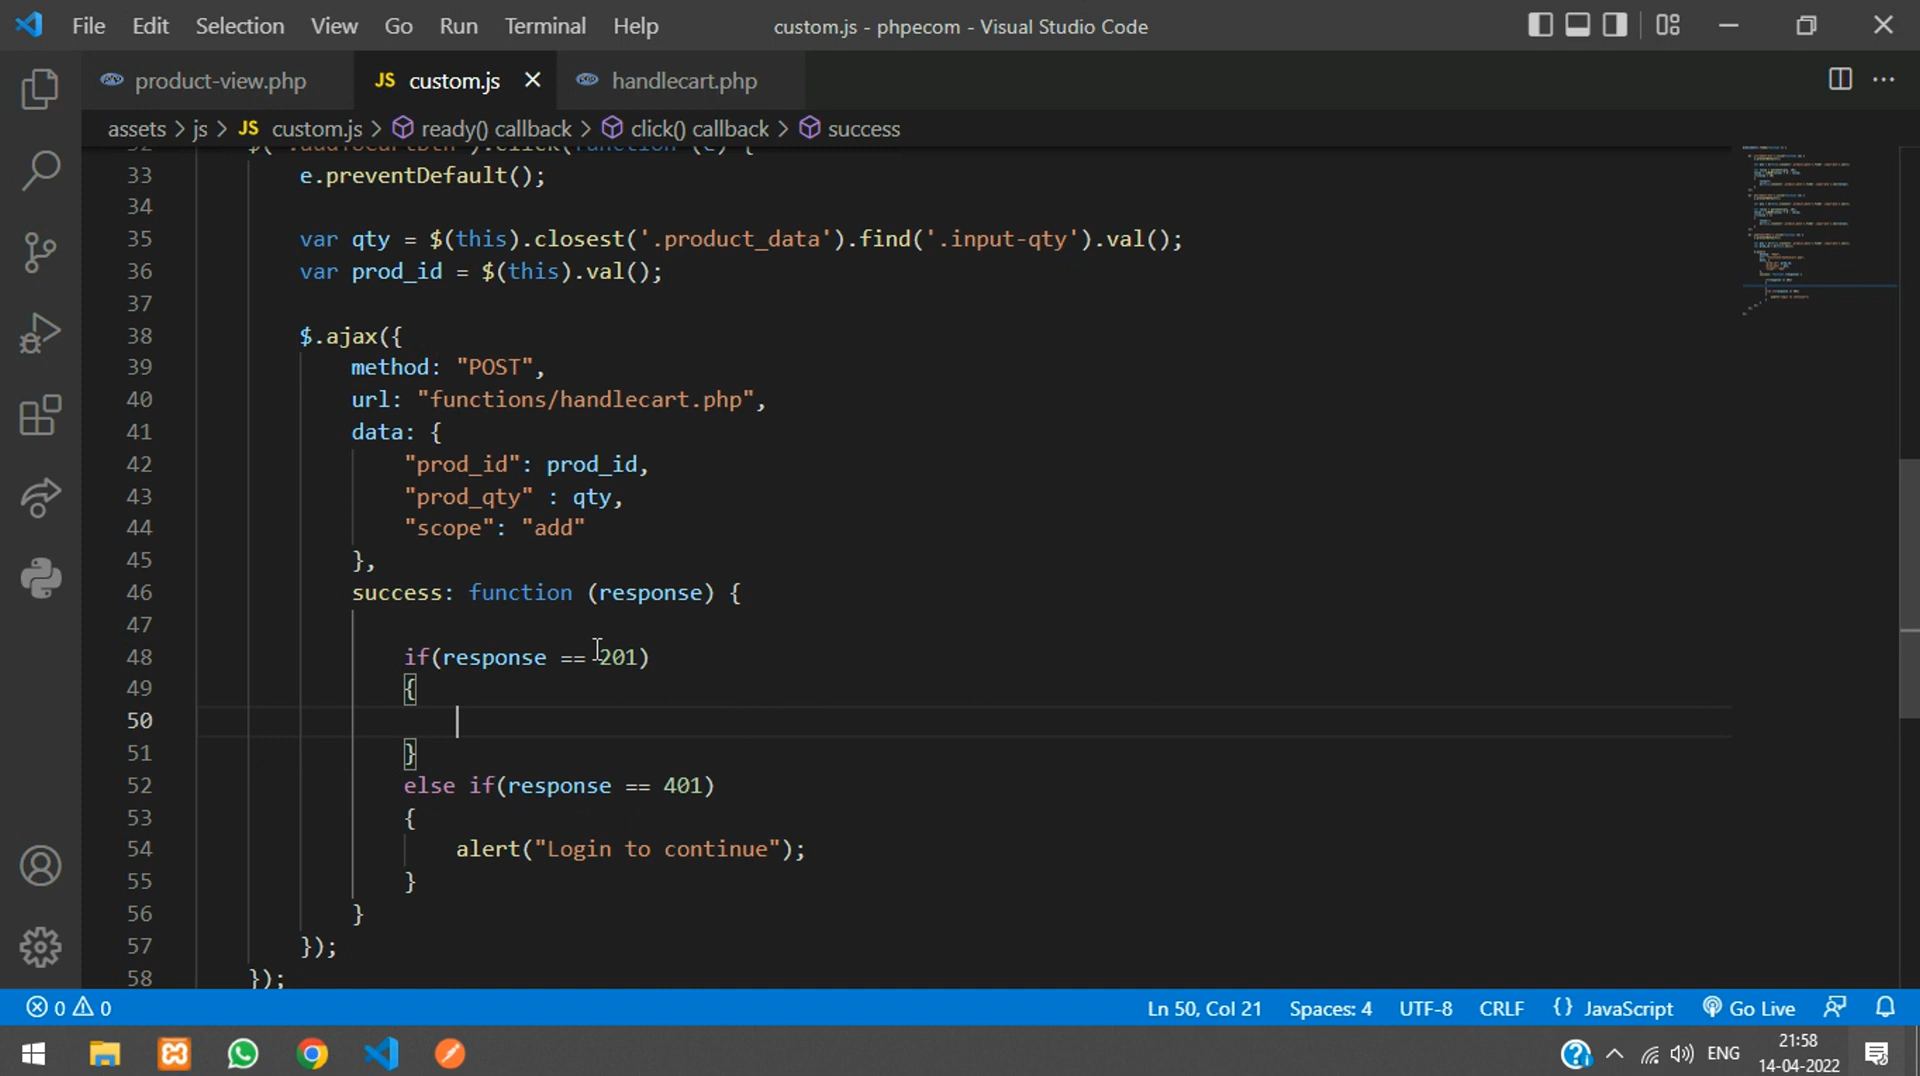 File Edit Selection View Go Run Terminal Help custom.js - phpecom - Visual Studio Code
product-view.php JS custom.js handlecart.php
assets > js > JS custom.js > ready() callback > click() callback > success
33 e.preventDefault();
34
35 var qty = $(this).closest('.product_data').find('.input-qty').val();
36 var prod_id = $(this).val();
37
38 $.ajax({
39 method: "POST",
40 url: "functions/handlecart.php",
41 data: {
42 "prod_id": prod_id,
43 "prod_qty" : qty,
44 "scope": "add"
45 },
46 success: function (response) {
47
48 if(response == 201)
49 {
50
51 }
52 else if(response == 401)
53 {
54 alert("Login to continue");
55 }
56 }
57 });
58 });
0 0 Ln 50, Col 21 Spaces: 4 UTF-8 CRLF {} JavaScript Go Live
ENG 21:58
14-04-2022